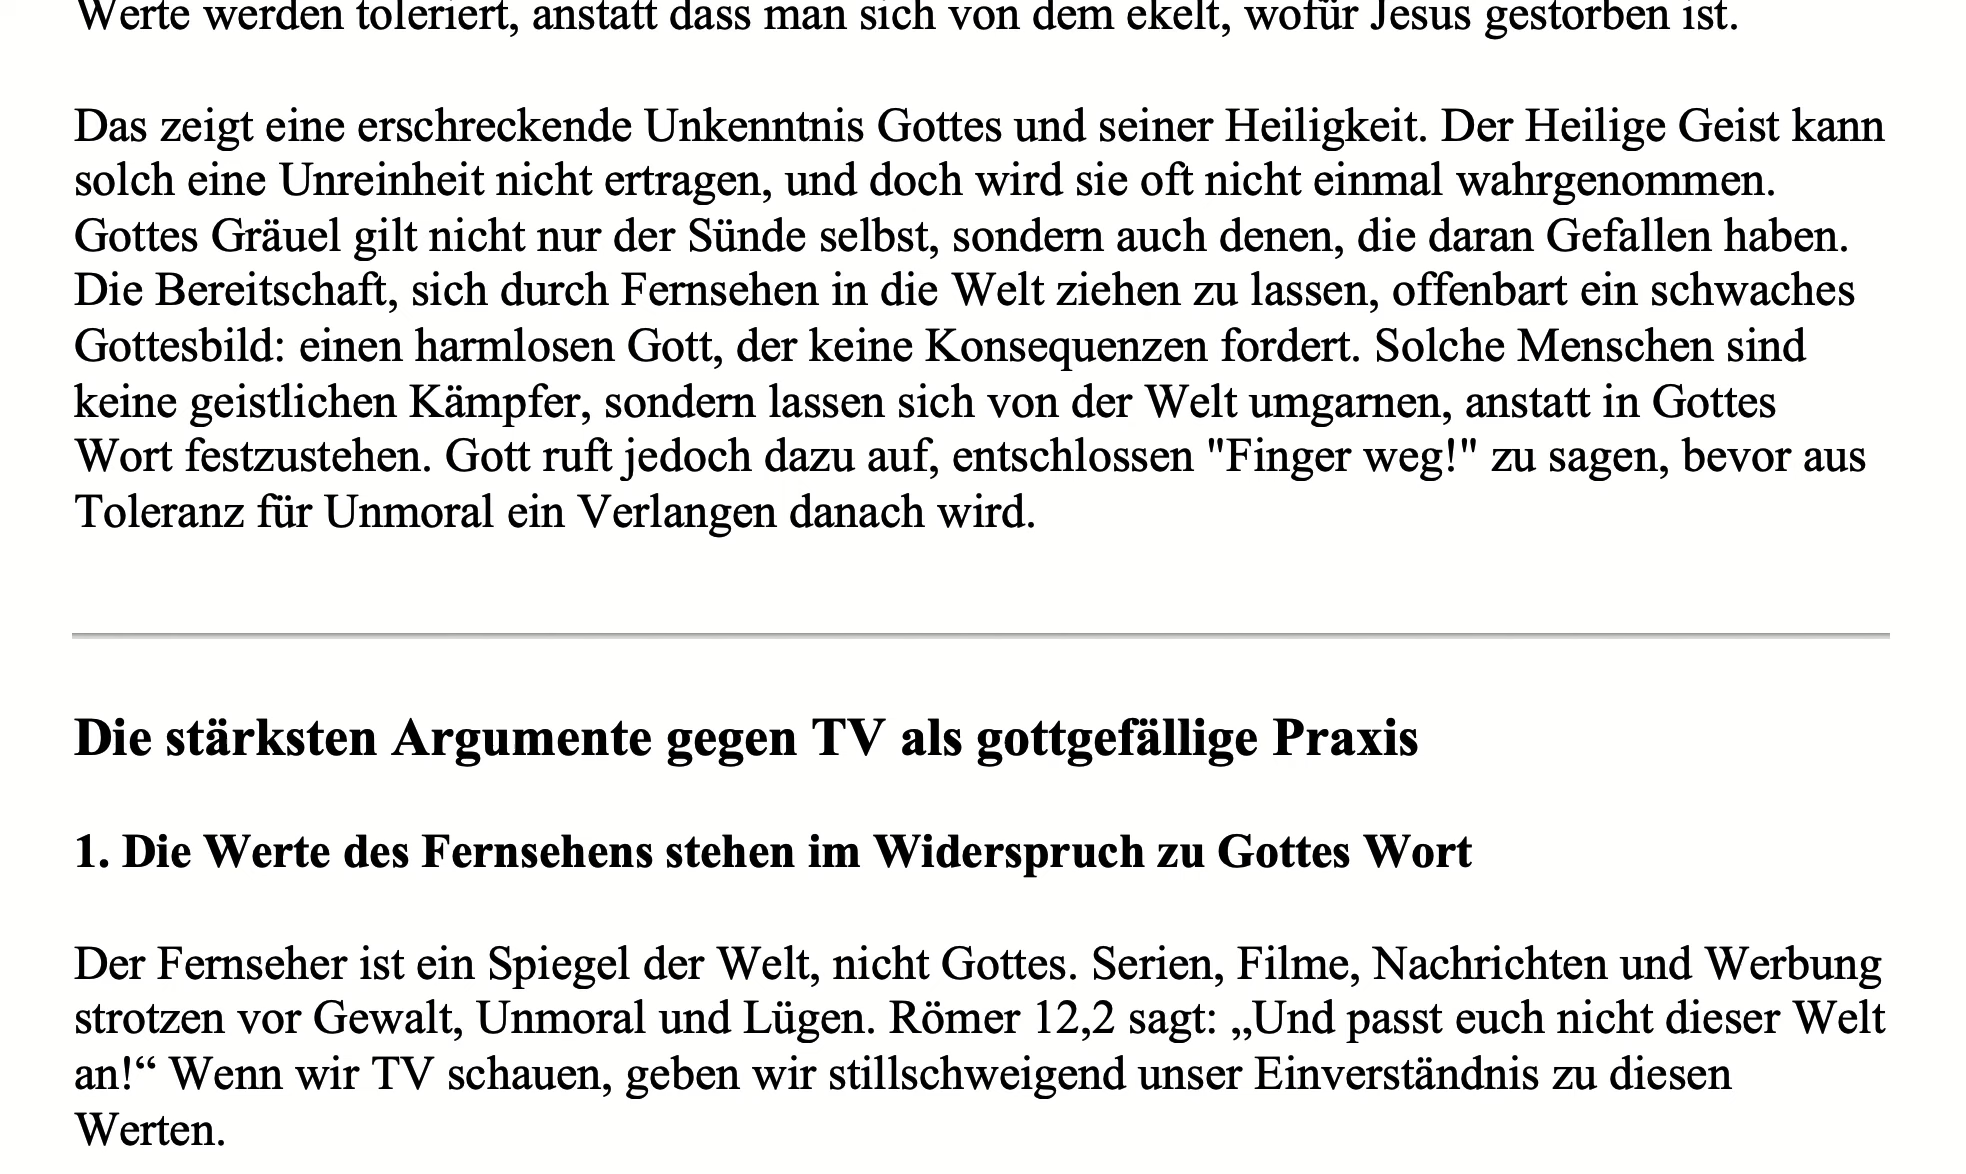 Werte werden toleriert, anstatt dass man sich von dem ekelt, wofür Jesus gestorben ist.
Das zeigt eine erschreckende Unkenntnis Gottes und seiner Heiligkeit. Der Heilige Geist kann
solch eine Unreinheit nicht ertragen, und doch wird sie oft nicht einmal wahrgenommen.
Gottes Gräuel gilt nicht nur der Sünde selbst, sondern auch denen, die daran Gefallen haben.
Die Bereitschaft, sich durch Fernsehen in die Welt ziehen zu lassen, offenbart ein schwaches
Gottesbild: einen harmlosen Gott, der keine Konsequenzen fordert. Solche Menschen sind
keine geistlichen Kämpfer, sondern lassen sich von der Welt umgarnen, anstatt in Gottes
Wort festzustehen. Gott ruft jedoch dazu auf, entschlossen "Finger weg!" zu sagen, bevor aus
Toleranz für Unmoral ein Verlangen danach wird.
Die stärksten Argumente gegen TV als gottgefällige Praxis
1. Die Werte des Fernsehens stehen im Widerspruch zu Gottes Wort
Der Fernseher ist ein Spiegel der Welt, nicht Gottes. Serien, Filme, Nachrichten und Werbung
strotzen vor Gewalt, Unmoral und Lügen. Römer 12,2 sagt: „Und passt euch nicht dieser Welt
an!“ Wenn wir TV schauen, geben wir stillschweigend unser Einverständnis zu diesen
Werten.